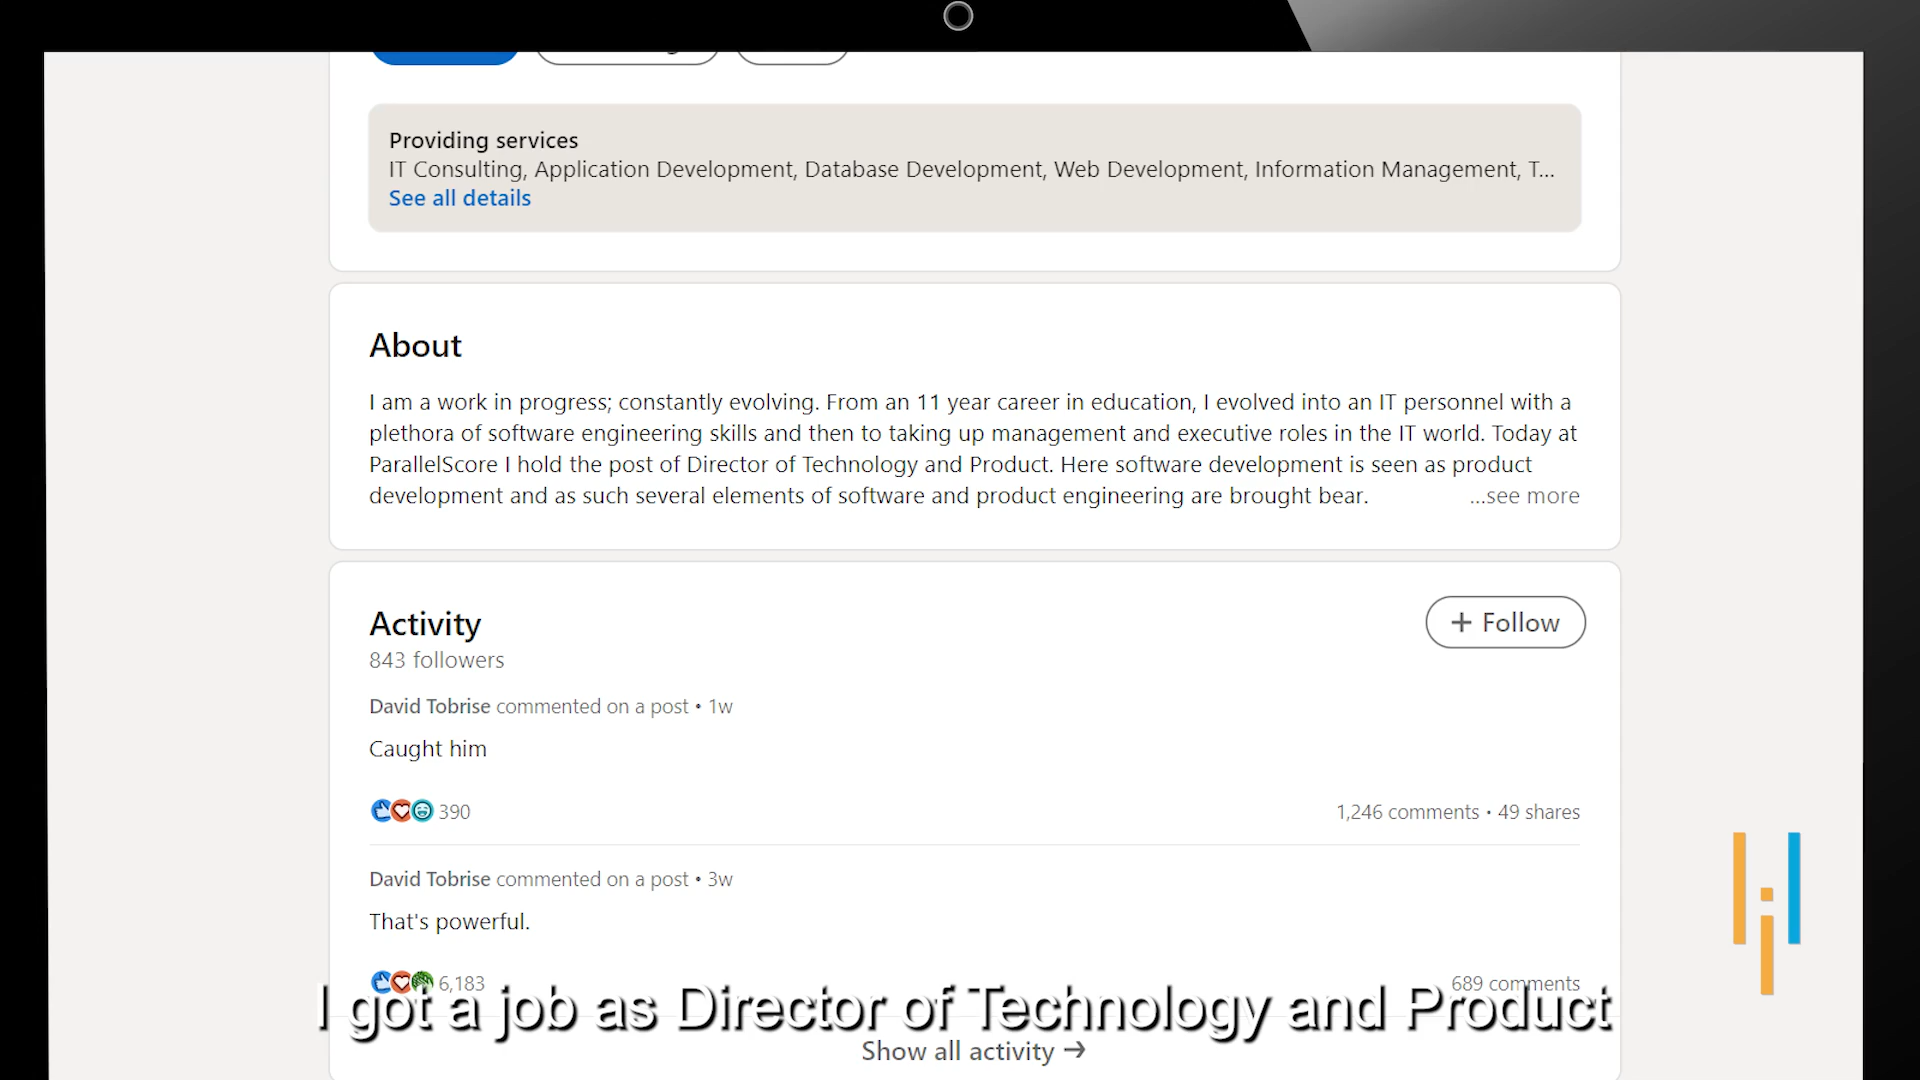 Providing services
IT Consulting, Application Development, Database Development, Web Development, Information Management, T...
See all details
About
I am a work in progress; constantly evolving. From an 11 year career in education, I evolved into an IT personnel with a
plethora of software engineering skills and then to taking up management and executive roles in the IT world. Today at
ParallelScore I hold the post of Director of Technology and Product. Here software development is seen as product
development and as such several elements of software and product engineering are brought bear. ...see more
Activity
+ Follow
843 followers
David Tobrise commented on a post • 1w
Caught him
390 1,246 comments • 49 shares
David Tobrise commented on a post • 3w
That's powerful.
6,183 689 comments
I got a job as Director of Technology and Product
Show all activity →